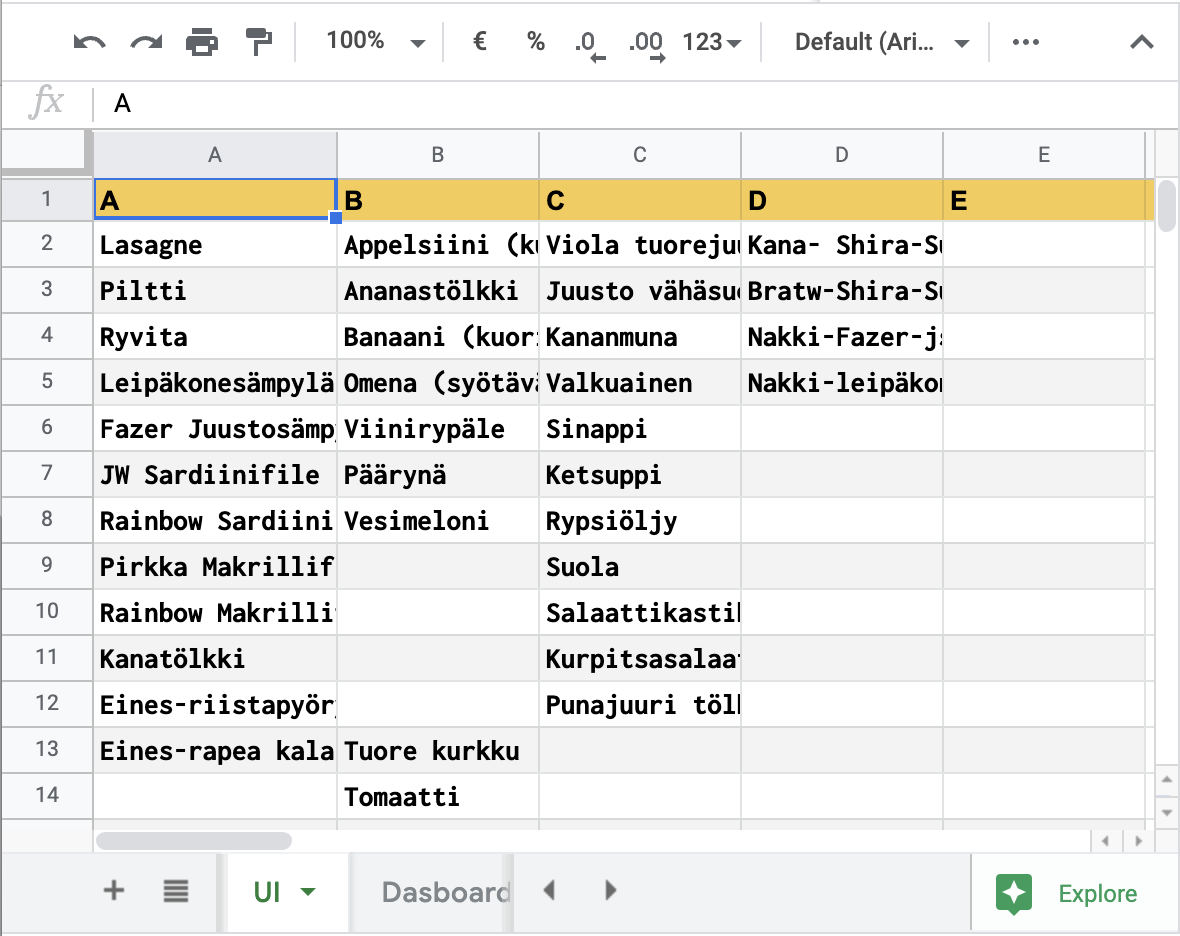 100% € % .0 .00 123 Default (Ari...
fx A
A B C D E
1 A B C D E
2 Lasagne Appelsiini (ku Viola tuoreju Kana- Shira-Su
3 Piltti Ananastölkki Juusto vähäsu Bratw-Shira-Su
4 Ryvita Banaani (kuor Kananmuna Nakki-Fazer-j
5 Leipäkonesämpylä Omena (syötäv Valkuainen Nakki-leipäko
6 Fazer Juustosämp Viinirypäle Sinappi
7 JW Sardiinifile Päärynä Ketsuppi
8 Rainbow Sardiini Vesimeloni Rypsiöljy
9 Pirkka Makrillif Suola
10 Rainbow Makrilli Salaattikasti
11 Kanatölkki Kurpitsasalaa
12 Eines-riistapyör Punajuuri töl
13 Eines-rapea kala Tuore kurkku
14 Tomaatti
UI Dasboard Explore